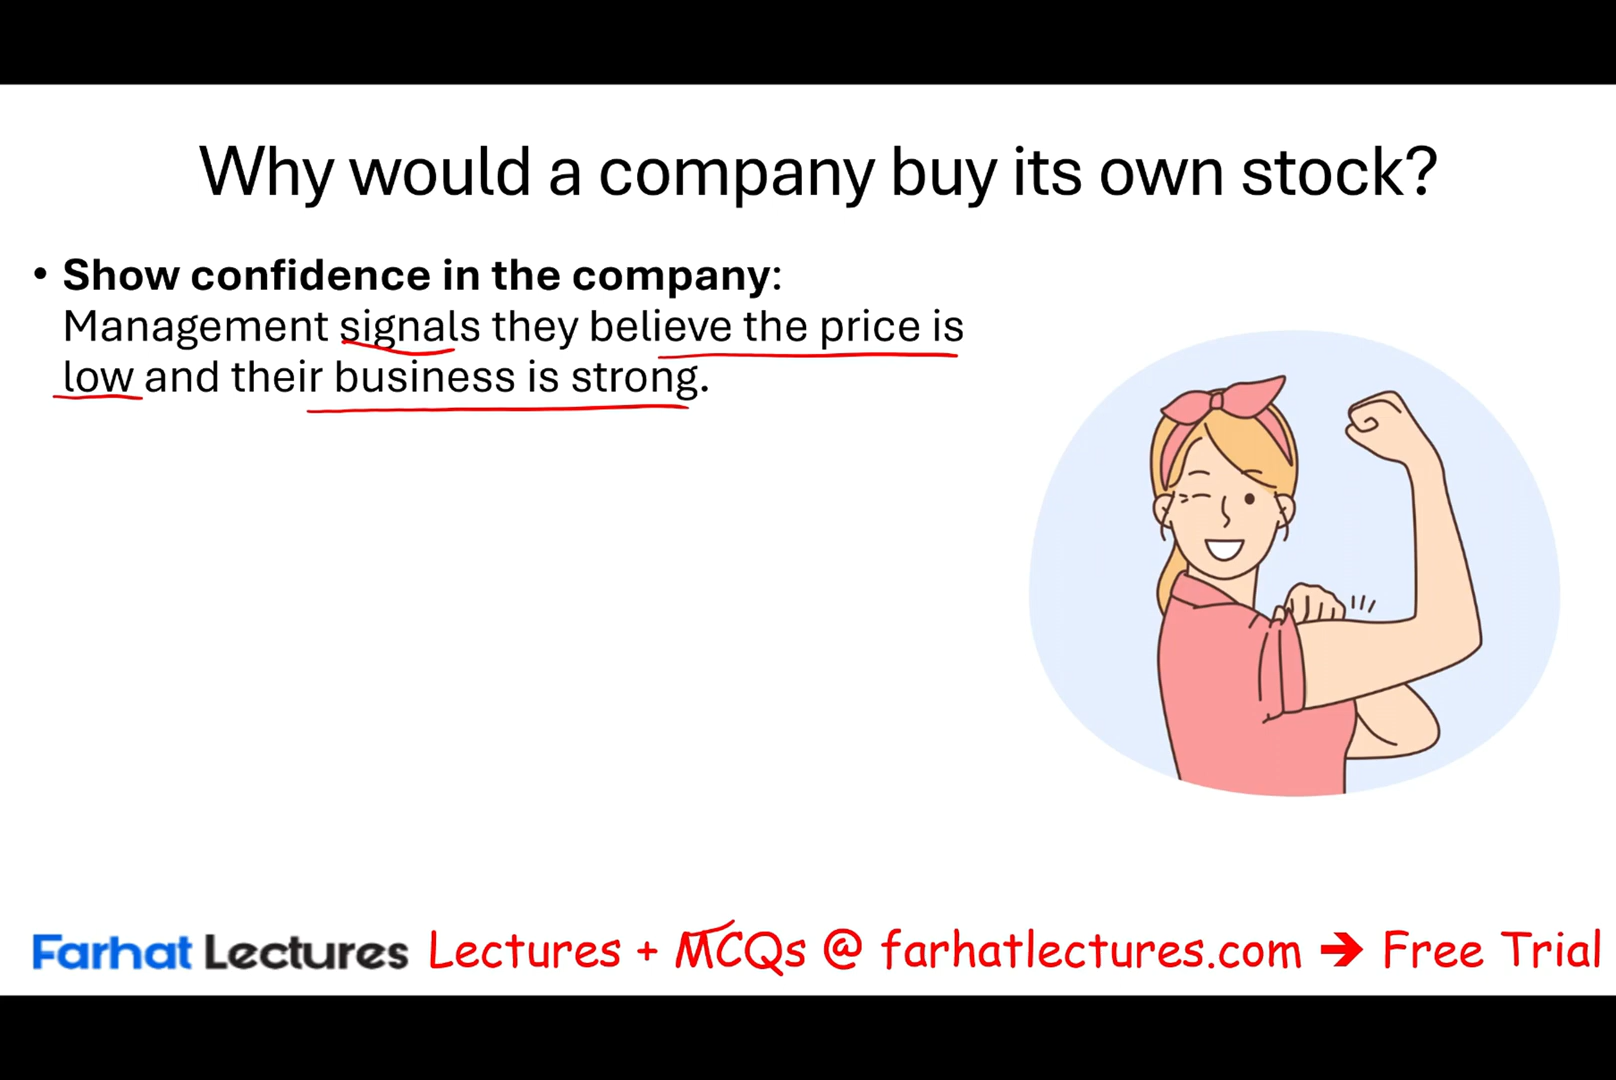 Why would a company buy its own stock?
• Show confidence in the company:
Management signals they believe the price is
low and their business is strong.
Farhat Lectures Lectures + MCQs @ farhatlectures.com → Free Trial